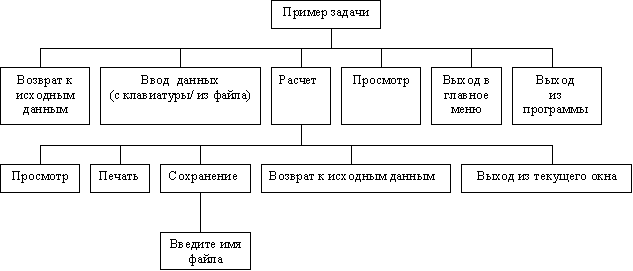 Пример задачи
Возврат к
исходным
данным
Ввод данных
(с клавиатуры/ из файла)
Расчет
Просмотр
Выход в
главное
меню
Выход
из
программы
Просмотр
Печать
Сохранение
Возврат к исходным данным
Выход из текущего окна
Введите имя
файла